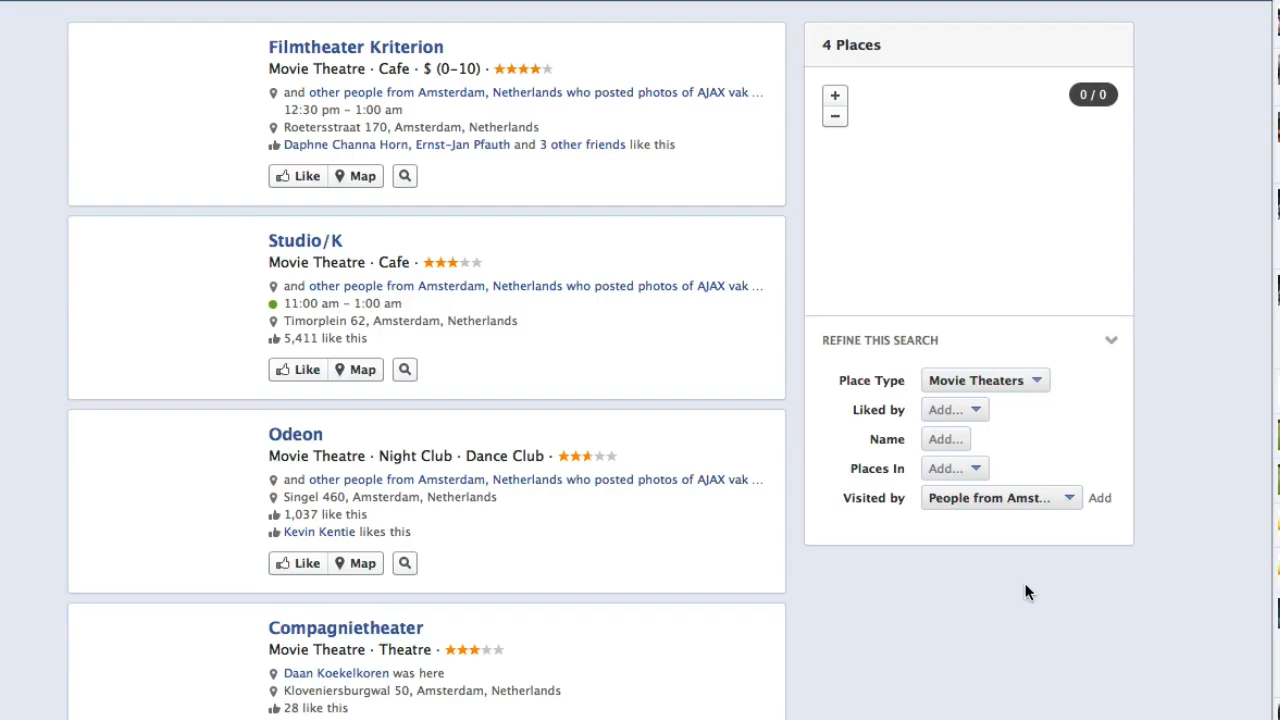 Filmtheater Kriterion
Movie Theatre · Cafe · $ (0-10) ·
and other people from Amsterdam, Netherlands who posted photos of AJAX vak ...
12:30 pm – 1:00 am
Roetersstraat 170, Amsterdam, Netherlands
Daphne Channa Horn, Ernst-Jan Pfauth and 3 other friends like this
Like Map
Studio/K
Movie Theatre · Cafe ·
and other people from Amsterdam, Netherlands who posted photos of AJAX vak ...
11:00 am – 1:00 am
Timorplein 62, Amsterdam, Netherlands
5,411 like this
Like Map
Odeon
Movie Theatre · Night Club · Dance Club ·
and other people from Amsterdam, Netherlands who posted photos of AJAX vak ...
Singel 460, Amsterdam, Netherlands
1,037 like this
Kevin Kentie likes this
Like Map
Compagnietheater
Movie Theatre · Theatre ·
Daan Koekelkoren was here
Kloveniersburgwal 50, Amsterdam, Netherlands
28 like this
4 Places
+
0 / 0
−
REFINE THIS SEARCH
Place Type Movie Theaters
Liked by Add...
Name Add...
Places In Add...
Visited by People from Amst... Add